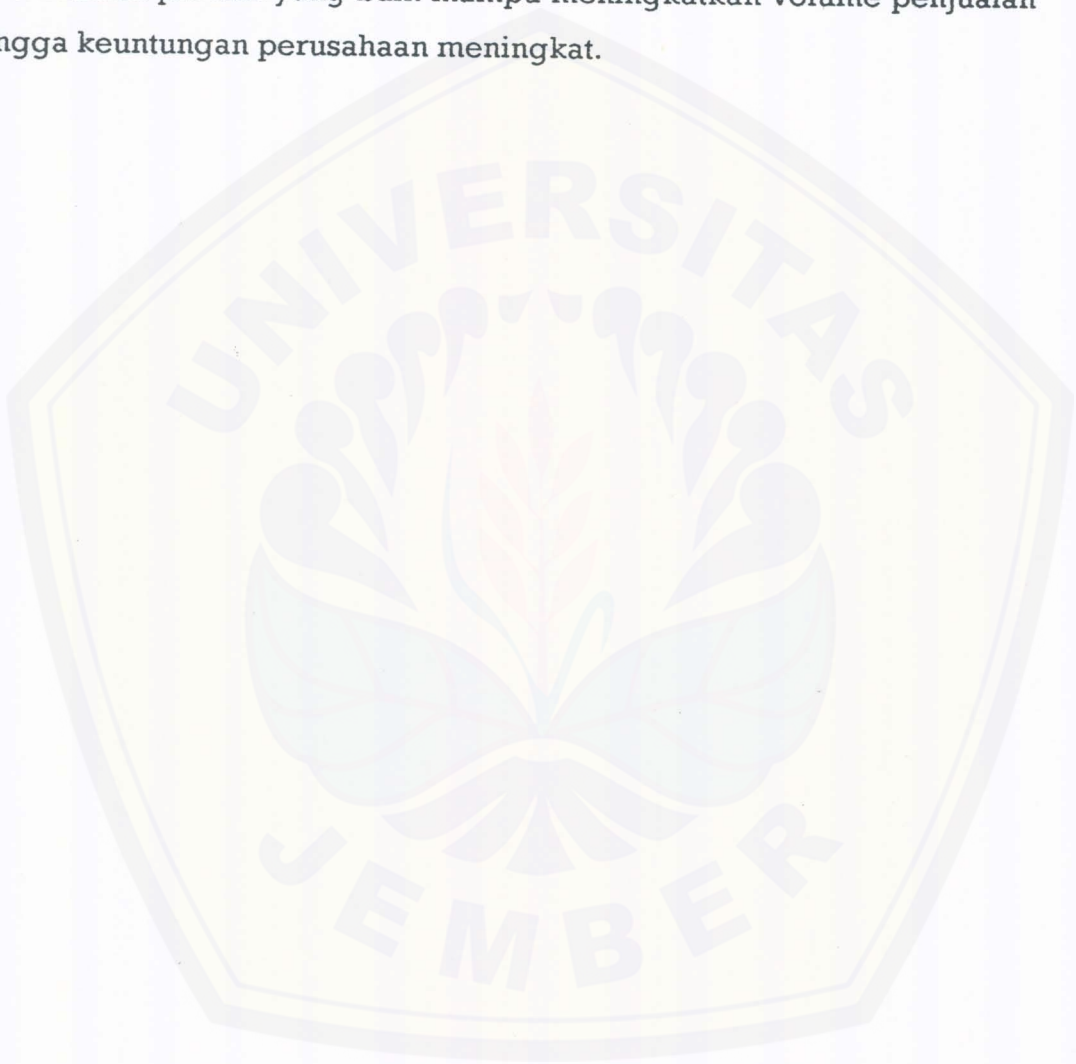 yang baik mampu meningkatkan volume penjualan
ngga keuntungan perusahaan meningkat.
UNIVERSITAS
JEMBER